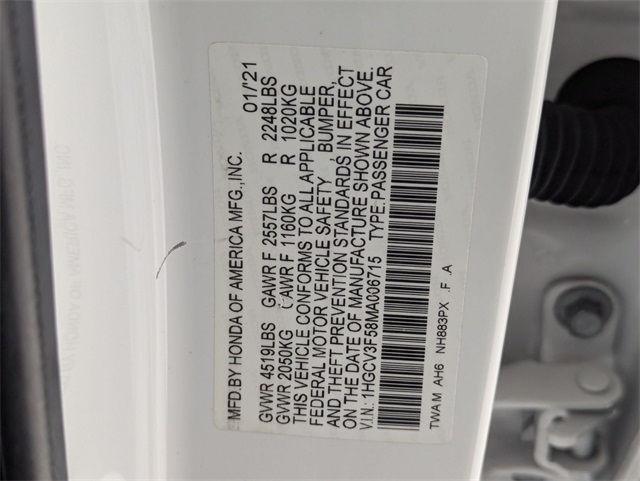 MFD.BY HONDA OF AMERICA MFG.,INC. 01/'21
GVWR 4519LBS GAWR F 2557LBS R 2248LBS
GVWR 2050KG GAWR F 1160KG R 1020KG
THIS VEHICLE CONFORMS TO ALL APPLICABLE
FEDERAL MOTOR VEHICLE SAFETY , BUMPER,
AND THEFT PREVENTION STANDARDS IN EFFECT
ON THE DATE OF MANUFACTURE SHOWN ABOVE.
V.I.N.: 1HGCV3F58MA006715 TYPE:PASSENGER CAR
TWA M AH6 NH883PX .F .A